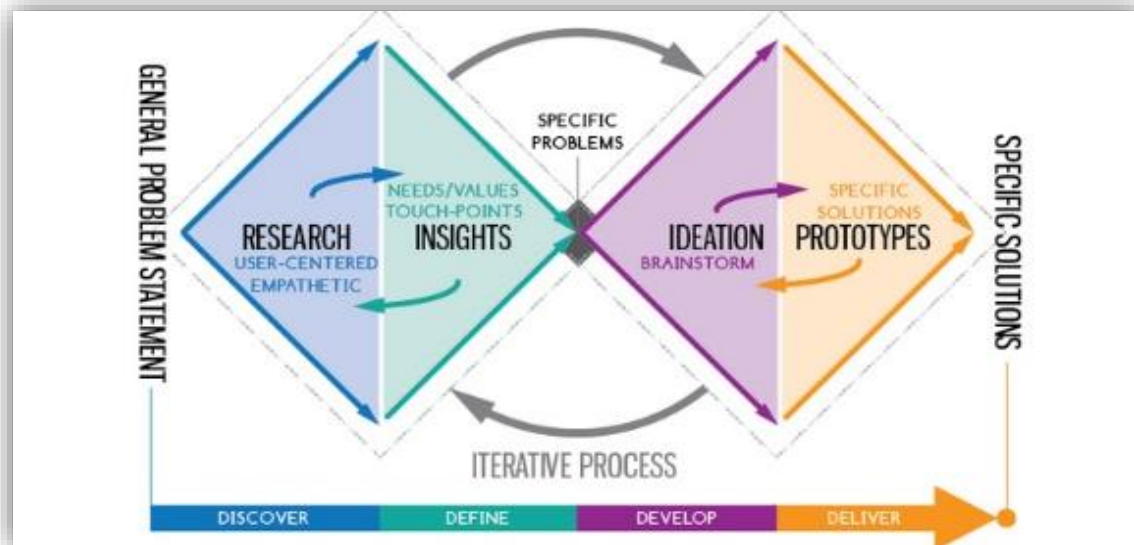 GENERAL PROBLEM STATEMENT
RESEARCH
USER-CENTERED
EMPATHETIC
NEEDS/VALUES
TOUCH-POINTS
INSIGHTS
SPECIFIC
PROBLEMS
IDEATION
BRAINSTORM
SPECIFIC
SOLUTIONS
PROTOTYPES
SPECIFIC SOLUTIONS
ITERATIVE PROCESS
DISCOVER
DEFINE
DEVELOP
DELIVER